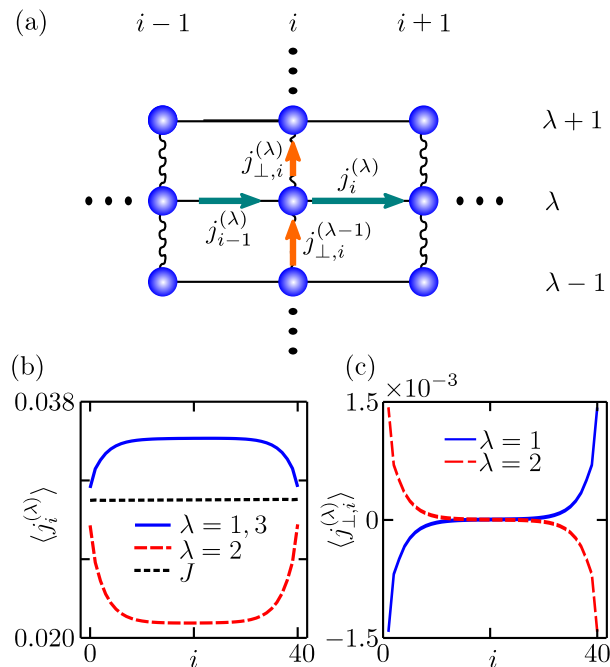 (a)
i − 1 i i + 1
λ + 1
j_{⊥,i}^{(λ)} j_i^{(λ)}
λ
j_{i−1}^{(λ)} j_{⊥,i}^{(λ−1)}
λ − 1
(b) (c)
0.038
⟨j_i^{(λ)}⟩
λ = 1, 3
λ = 2
J
0.020
0 i 40
×10^{−3}
1.5
⟨j_{⊥,i}^{(λ)}⟩
λ = 1
λ = 2
0
−1.5
0 i 40